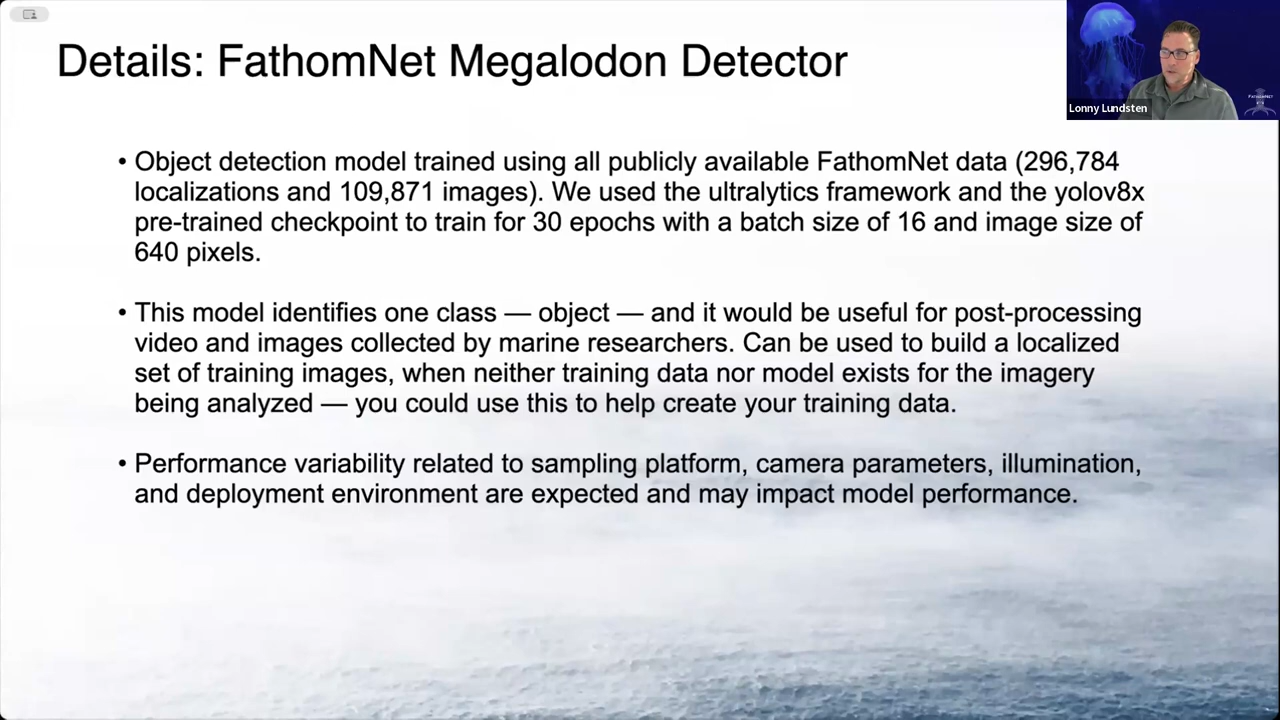 Details: FathomNet Megalodon Detector
Lonny Lundsten
FATHOMNET
• Object detection model trained using all publicly available FathomNet data (296,784
localizations and 109,871 images). We used the ultralytics framework and the yolov8x
pre-trained checkpoint to train for 30 epochs with a batch size of 16 and image size of
640 pixels.
• This model identifies one class — object — and it would be useful for post-processing
video and images collected by marine researchers. Can be used to build a localized
set of training images, when neither training data nor model exists for the imagery
being analyzed — you could use this to help create your training data.
• Performance variability related to sampling platform, camera parameters, illumination,
and deployment environment are expected and may impact model performance.